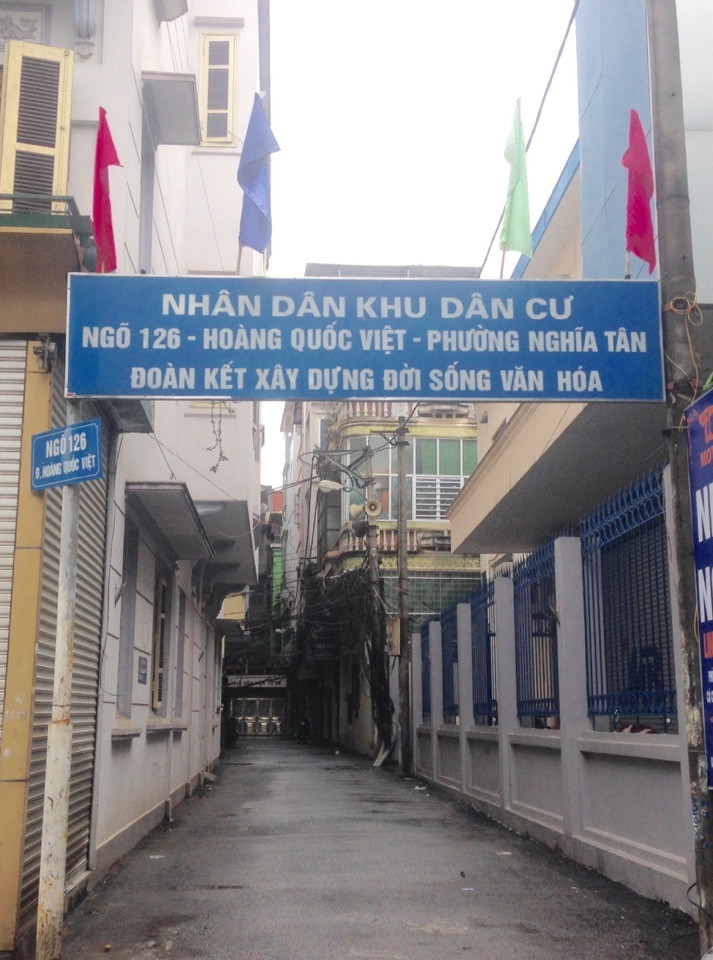 NHÂN DÂN KHU DÂN CƯ
NGÕ 126 - HOÀNG QUỐC VIỆT - PHƯỜNG NGHĨA TÂN
ĐOÀN KẾT XÂY DỰNG ĐỜI SỐNG VĂN HÓA
NGÕ 126
Đ.HOÀNG QUỐC VIỆT